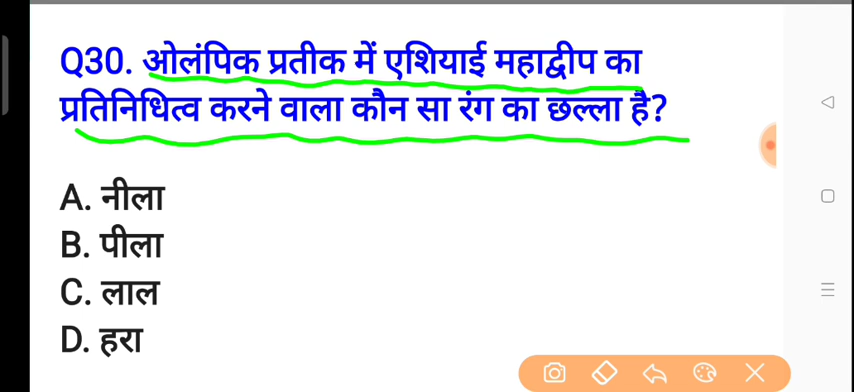 Q30. ओलंपिक प्रतीक में एशियाई महाद्वीप का
प्रतिनिधित्व करने वाला कौन सा रंग का छल्ला है?
A. नीला
B. पीला
C. लाल
D. हरा